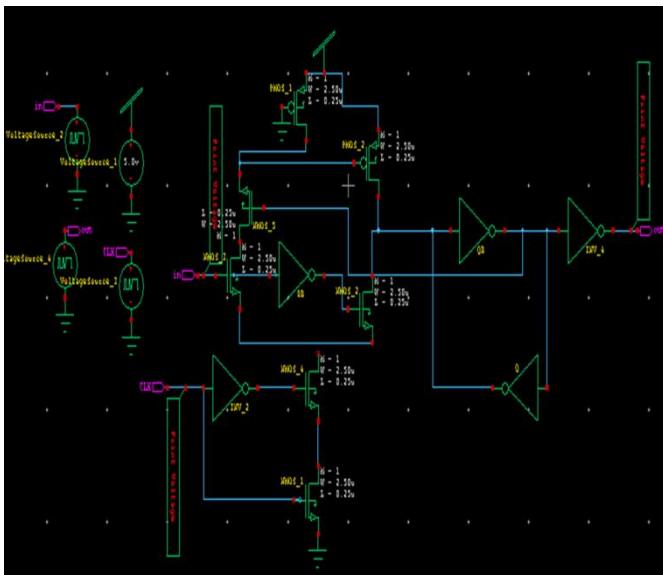 M - 1
W - 2.50u
L - 0.25u
PMOS_1
in
VoltageSource_2
VoltageSource_1
5.0v
M - 1
W - 2.50u
L - 0.25u
PMOS_2
Print Voltage
L - 0.25u
W - 2.50u
M - 1
NMOS_5
out
CLK
VoltageSource_3
in
NMOS_3
M - 1
W - 2.50u
L - 0.25u
NMOS_2
M - 1
W - 2.50u
L - 0.25u
QB
INV_4
out
CLK
INV_2
NMOS_4
M - 1
W - 2.50u
L - 0.25u
Q
Print Voltage
NMOS_1
M - 1
W - 2.50u
L - 0.25u
Print Voltage